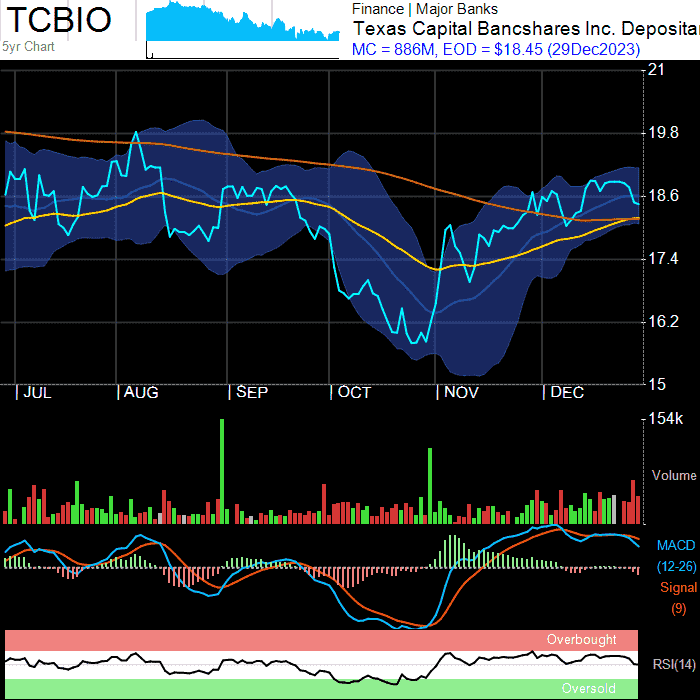 TCBIO
5yr Chart
Finance | Major Banks
Texas Capital Bancshares Inc. Deposita
MC = 886M, EOD = $18.45 (29Dec2023)
21
19.8
18.6
17.4
16.2
15
JUL AUG SEP OCT NOV DEC
154k
Volume
MACD
(12-26)
Signal
(9)
Overbought
RSI(14)
Oversold